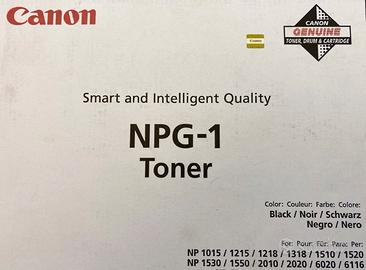 Canon
CANON
GENUINE
TONER, DRUM & CARTRIDGE
Canon
Smart and Intelligent Quality
NPG-1
Toner
Color: Couleur: Farbe: Colore:
Black / Noir / Schwarz
Negro / Nero
For: Pour: Für: Para: Per:
NP 1015 / 1215 / 1218 / 1318 / 1510 / 1520
NP 1530 / 1550 / 2010 / 2020 / 6020 / 6116